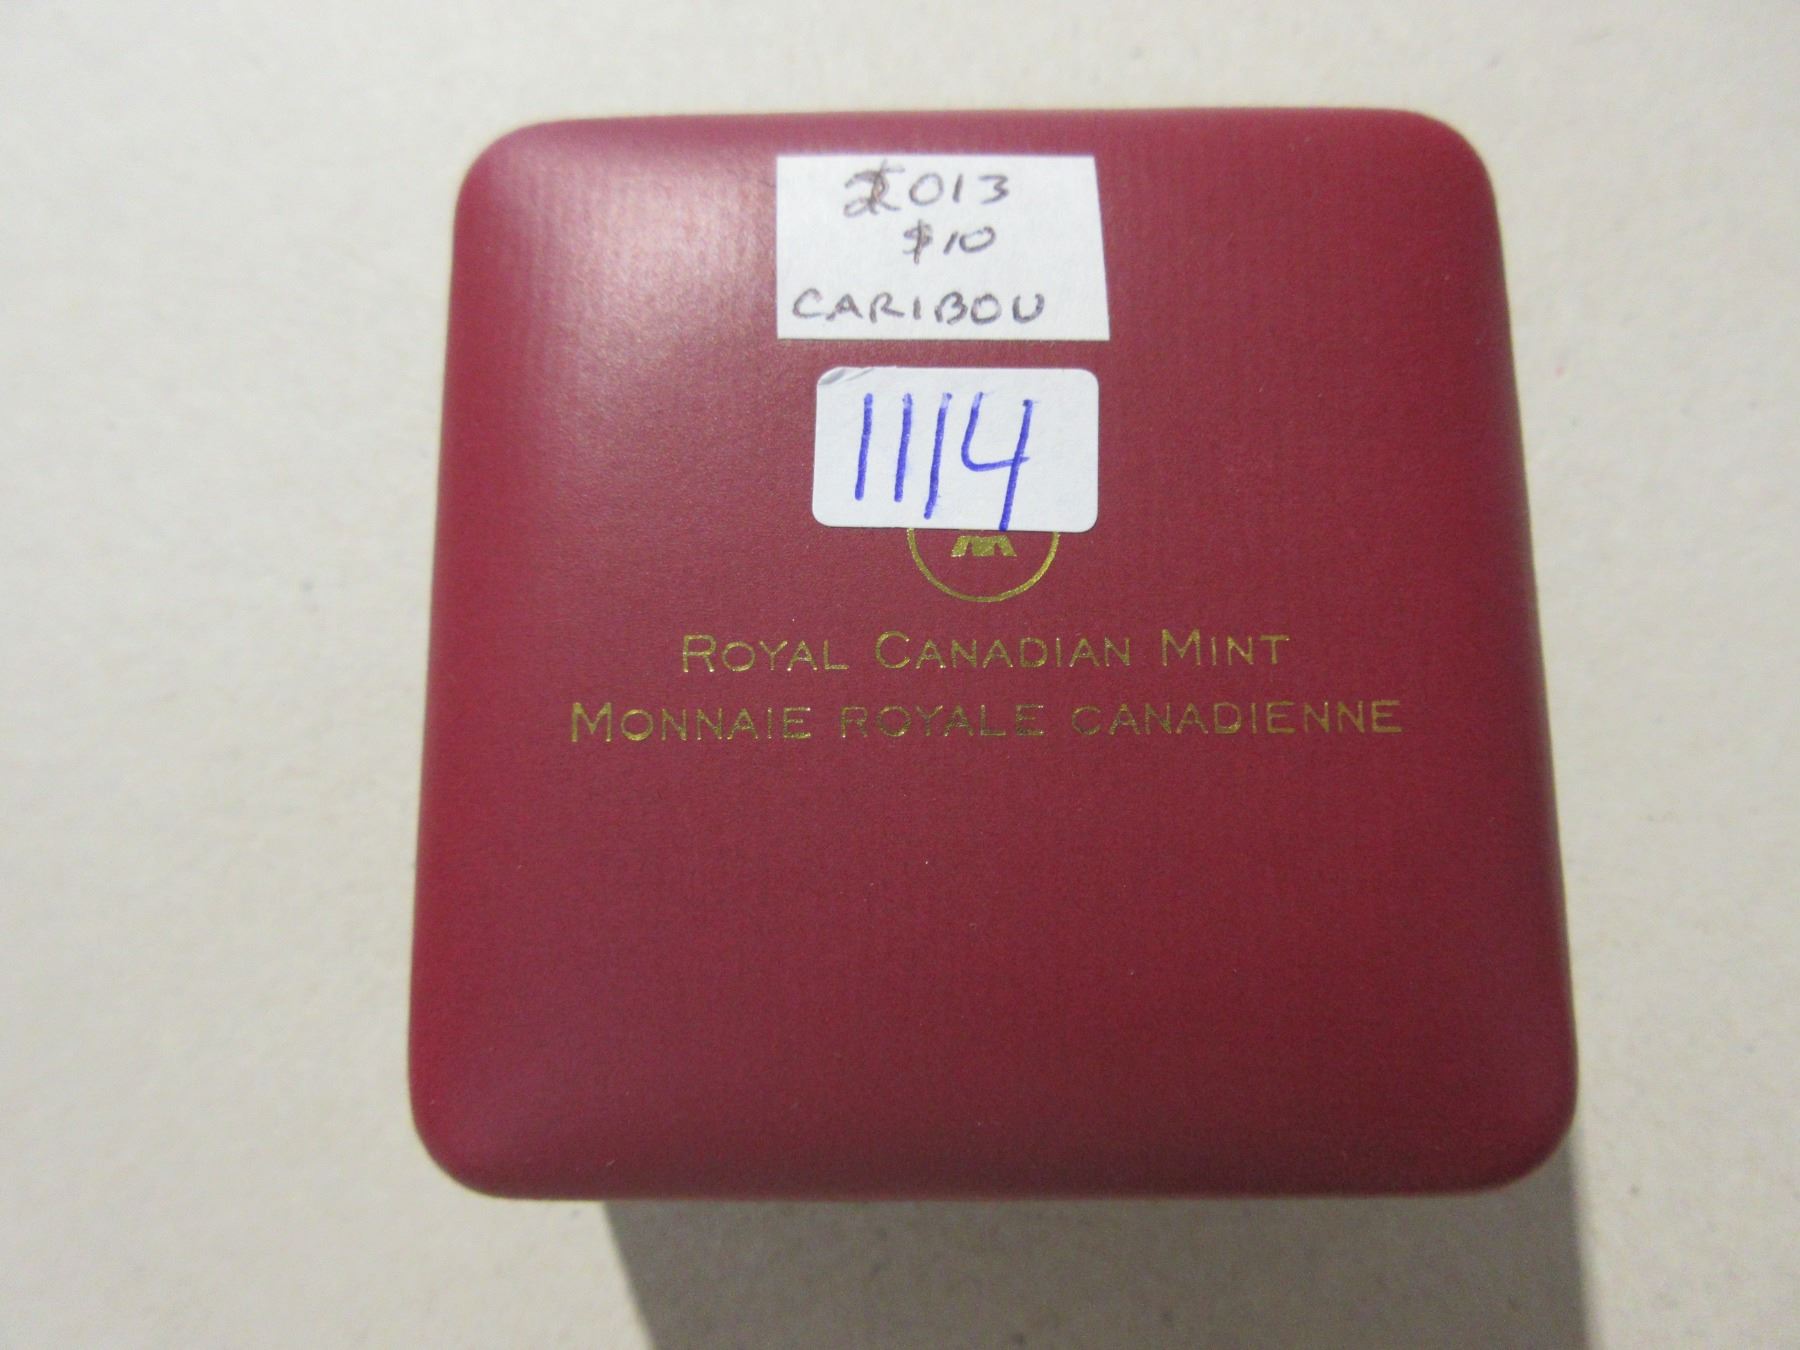 2013
$10
CARIBOU
1114
ROYAL CANADIAN MINT
MONNAIE ROYALE CANADIENNE